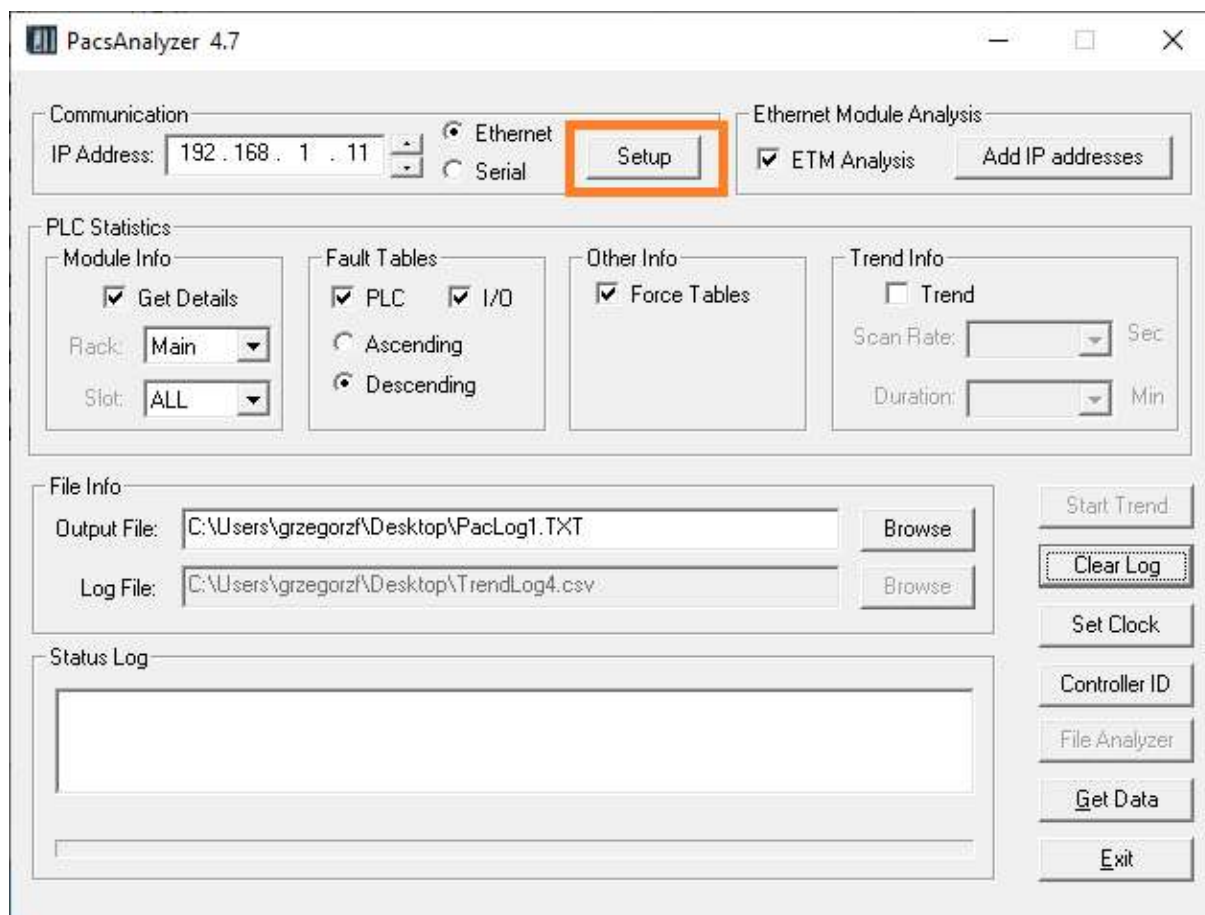 PacsAnalyzer 4.7
Communication
IP Address: 192 . 168 . 1 . 11
Ethernet
Serial
Setup
Ethernet Module Analysis
ETM Analysis
Add IP addresses
PLC Statistics
Module Info
Get Details
Rack: Main
Slot: ALL
Fault Tables
PLC I/O
Ascending
Descending
Other Info
Force Tables
Trend Info
Trend
Scan Rate: Sec
Duration: Min
File Info
Output File: C:\Users\grzegorzf\Desktop\PacLog1.TXT Browse
Log File: C:\Users\grzegorzf\Desktop\TrendLog4.csv Browse
Status Log
Start Trend
Clear Log
Set Clock
Controller ID
File Analyzer
Get Data
Exit